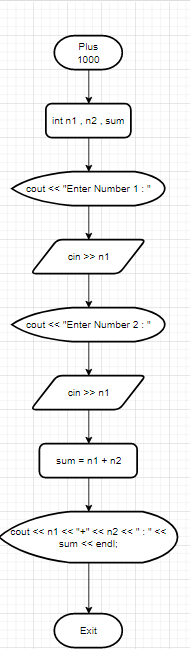 Plus
1000
int n1 , n2 , sum
cout << "Enter Number 1 : "
cin >> n1
cout << "Enter Number 2 : "
cin >> n1
sum = n1 + n2
cout << n1 << "+" << n2 << " : " <<
sum << endl;
Exit